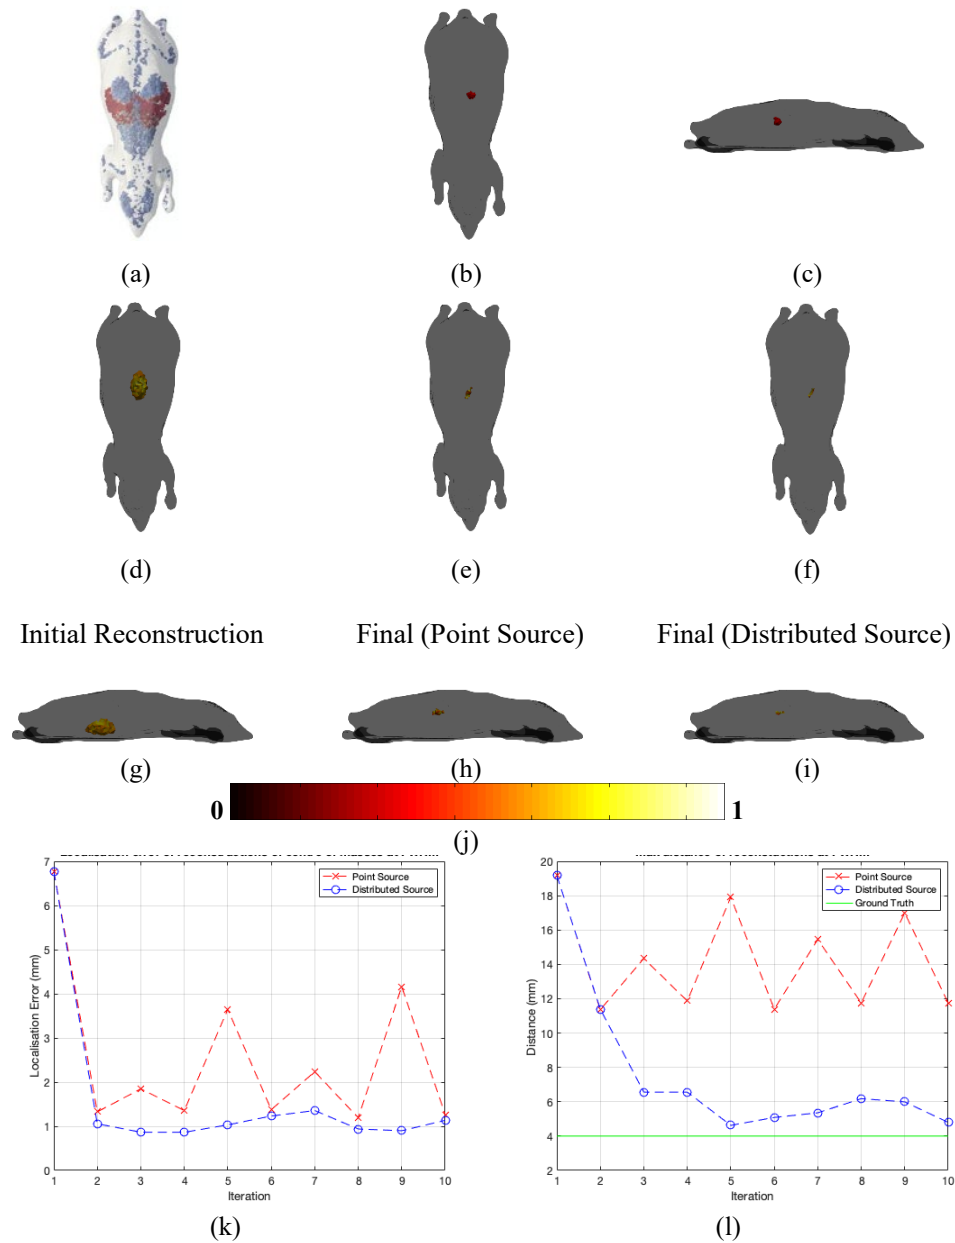 (a)
(b)
(c)
(d)
(e)
(f)
Initial Reconstruction
Final (Point Source)
Final (Distributed Source)
(g)
(h)
(i)
0
1
(j)
7
6
5
4
3
2
1
0
Localisation Error (mm)
Point Source
Distributed Source
1 2 3 4 5 6 7 8 9 10
Iteration
(k)
20
18
16
14
12
10
8
6
4
2
Distance (mm)
Point Source
Distributed Source
Ground Truth
1 2 3 4 5 6 7 8 9 10
Iteration
(l)